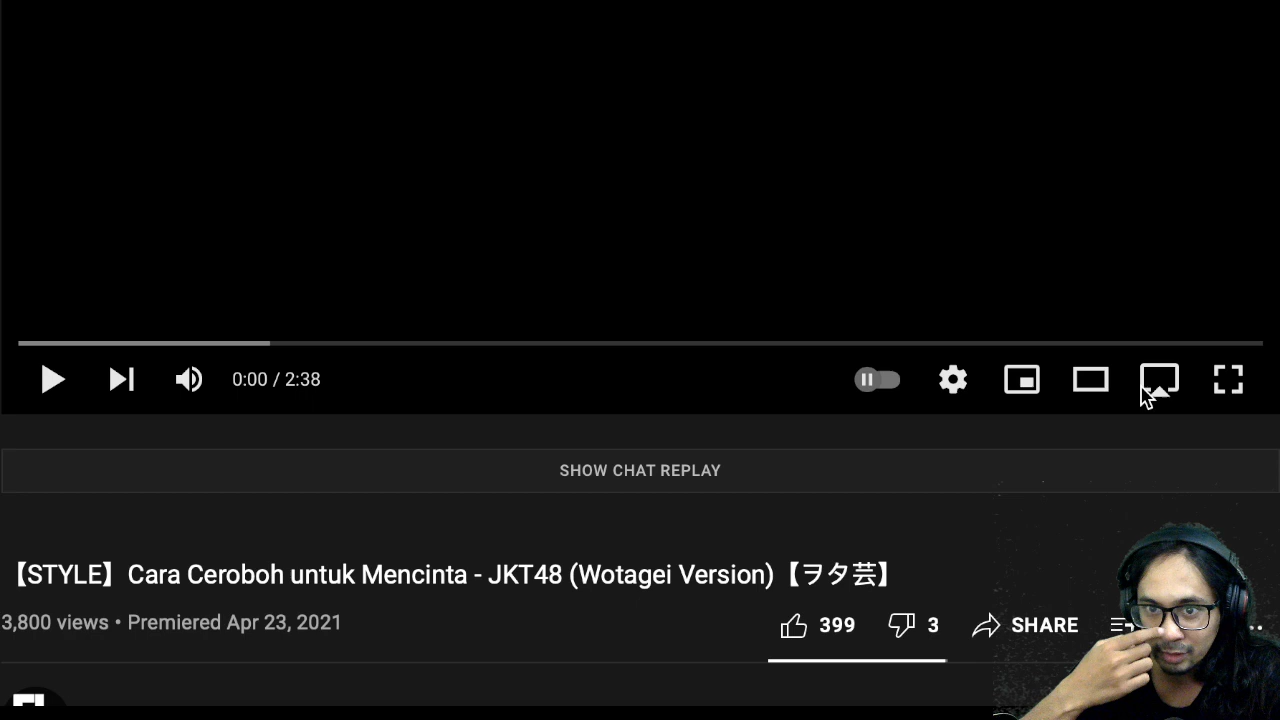 0:00 / 2:38
SHOW CHAT REPLAY
【STYLE】Cara Ceroboh untuk Mencinta - JKT48 (Wotagei Version)【ヲタ芸】
3,800 views • Premiered Apr 23, 2021
399 3 SHARE